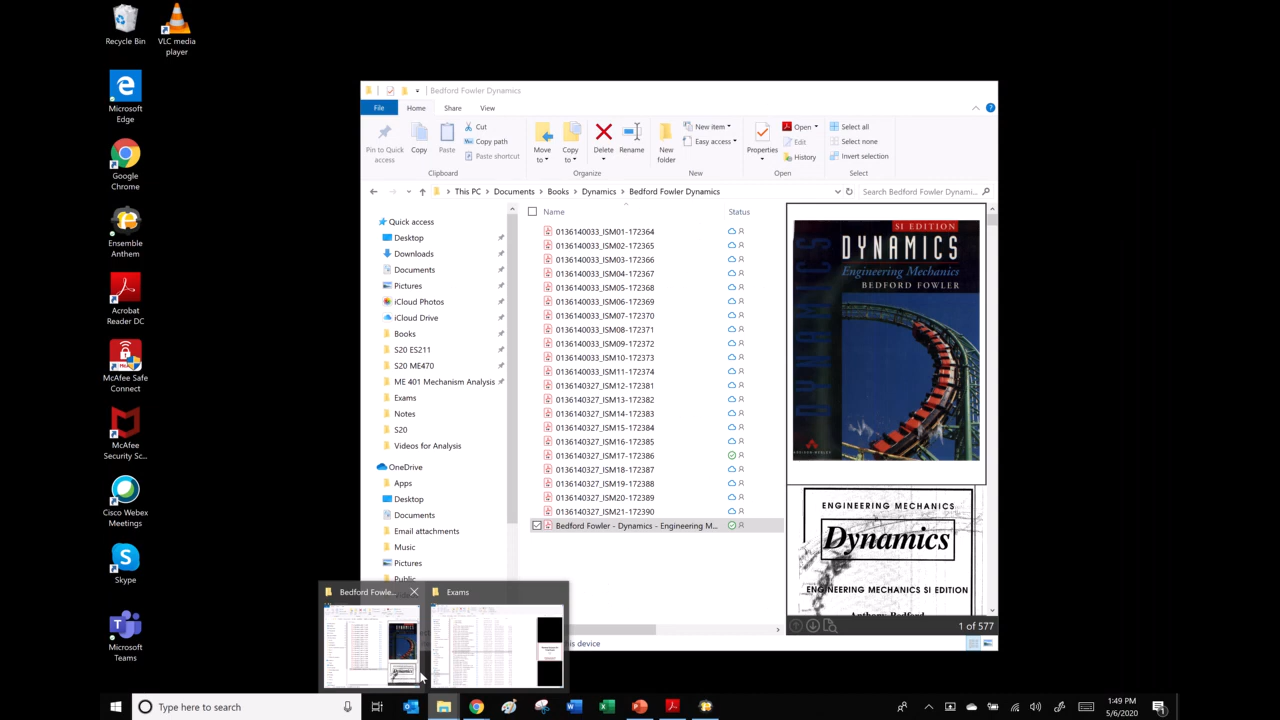 Recycle Bin
VLC media
player
Microsoft
Edge
Google
Chrome
Ensemble
Anthem
Acrobat
Reader DC
McAfee Safe
Connect
McAfee
Security Sc...
Cisco Webex
Meetings
Skype
Microsoft
Teams
Bedford Fowler Dynamics
File Home Share View
Pin to Quick
access
Copy
Paste
Cut
Copy path
Paste shortcut
Clipboard
Move
to
Copy
to
Delete
Rename
Organize
New
folder
New item
Easy access
New
Properties
Open
Edit
History
Open
Select all
Select none
Invert selection
Select
This PC Documents Books Dynamics Bedford Fowler Dynamics
Search Bedford Fowler Dynami...
Quick access
Desktop
Downloads
Documents
Pictures
iCloud Photos
iCloud Drive
Books
S20 ES211
S20 ME470
ME 401 Mechanism Analysis
Exams
Notes
S20
Videos for Analysis
OneDrive
Apps
Desktop
Documents
Email attachments
Music
Pictures
Public
Name Status
0136140033_ISM01-172364
0136140033_ISM02-172365
0136140033_ISM03-172366
0136140033_ISM04-172367
0136140033_ISM05-172368
0136140033_ISM06-172369
0136140033_ISM07-172370
0136140033_ISM08-172371
0136140033_ISM09-172372
0136140033_ISM10-172373
0136140033_ISM11-172374
0136140327_ISM12-172381
0136140327_ISM13-172382
0136140327_ISM14-172383
0136140327_ISM15-172384
0136140327_ISM16-172385
0136140327_ISM17-172386
0136140327_ISM18-172387
0136140327_ISM19-172388
0136140327_ISM20-172389
0136140327_ISM21-172390
Bedford Fowler - Dynamics - Engineering M...
SI EDITION
DYNAMICS
Engineering Mechanics
BEDFORD FOWLER
DYNAMICS
ENGINEERING MECHANICS
Dynamics
ENGINEERING MECHANICS SI EDITION
Anthony Bedford
1 of 577
this device
Bedford Fowle...
Exams
Dynamics
Type here to search
1:49 PM
5/6/2020
1